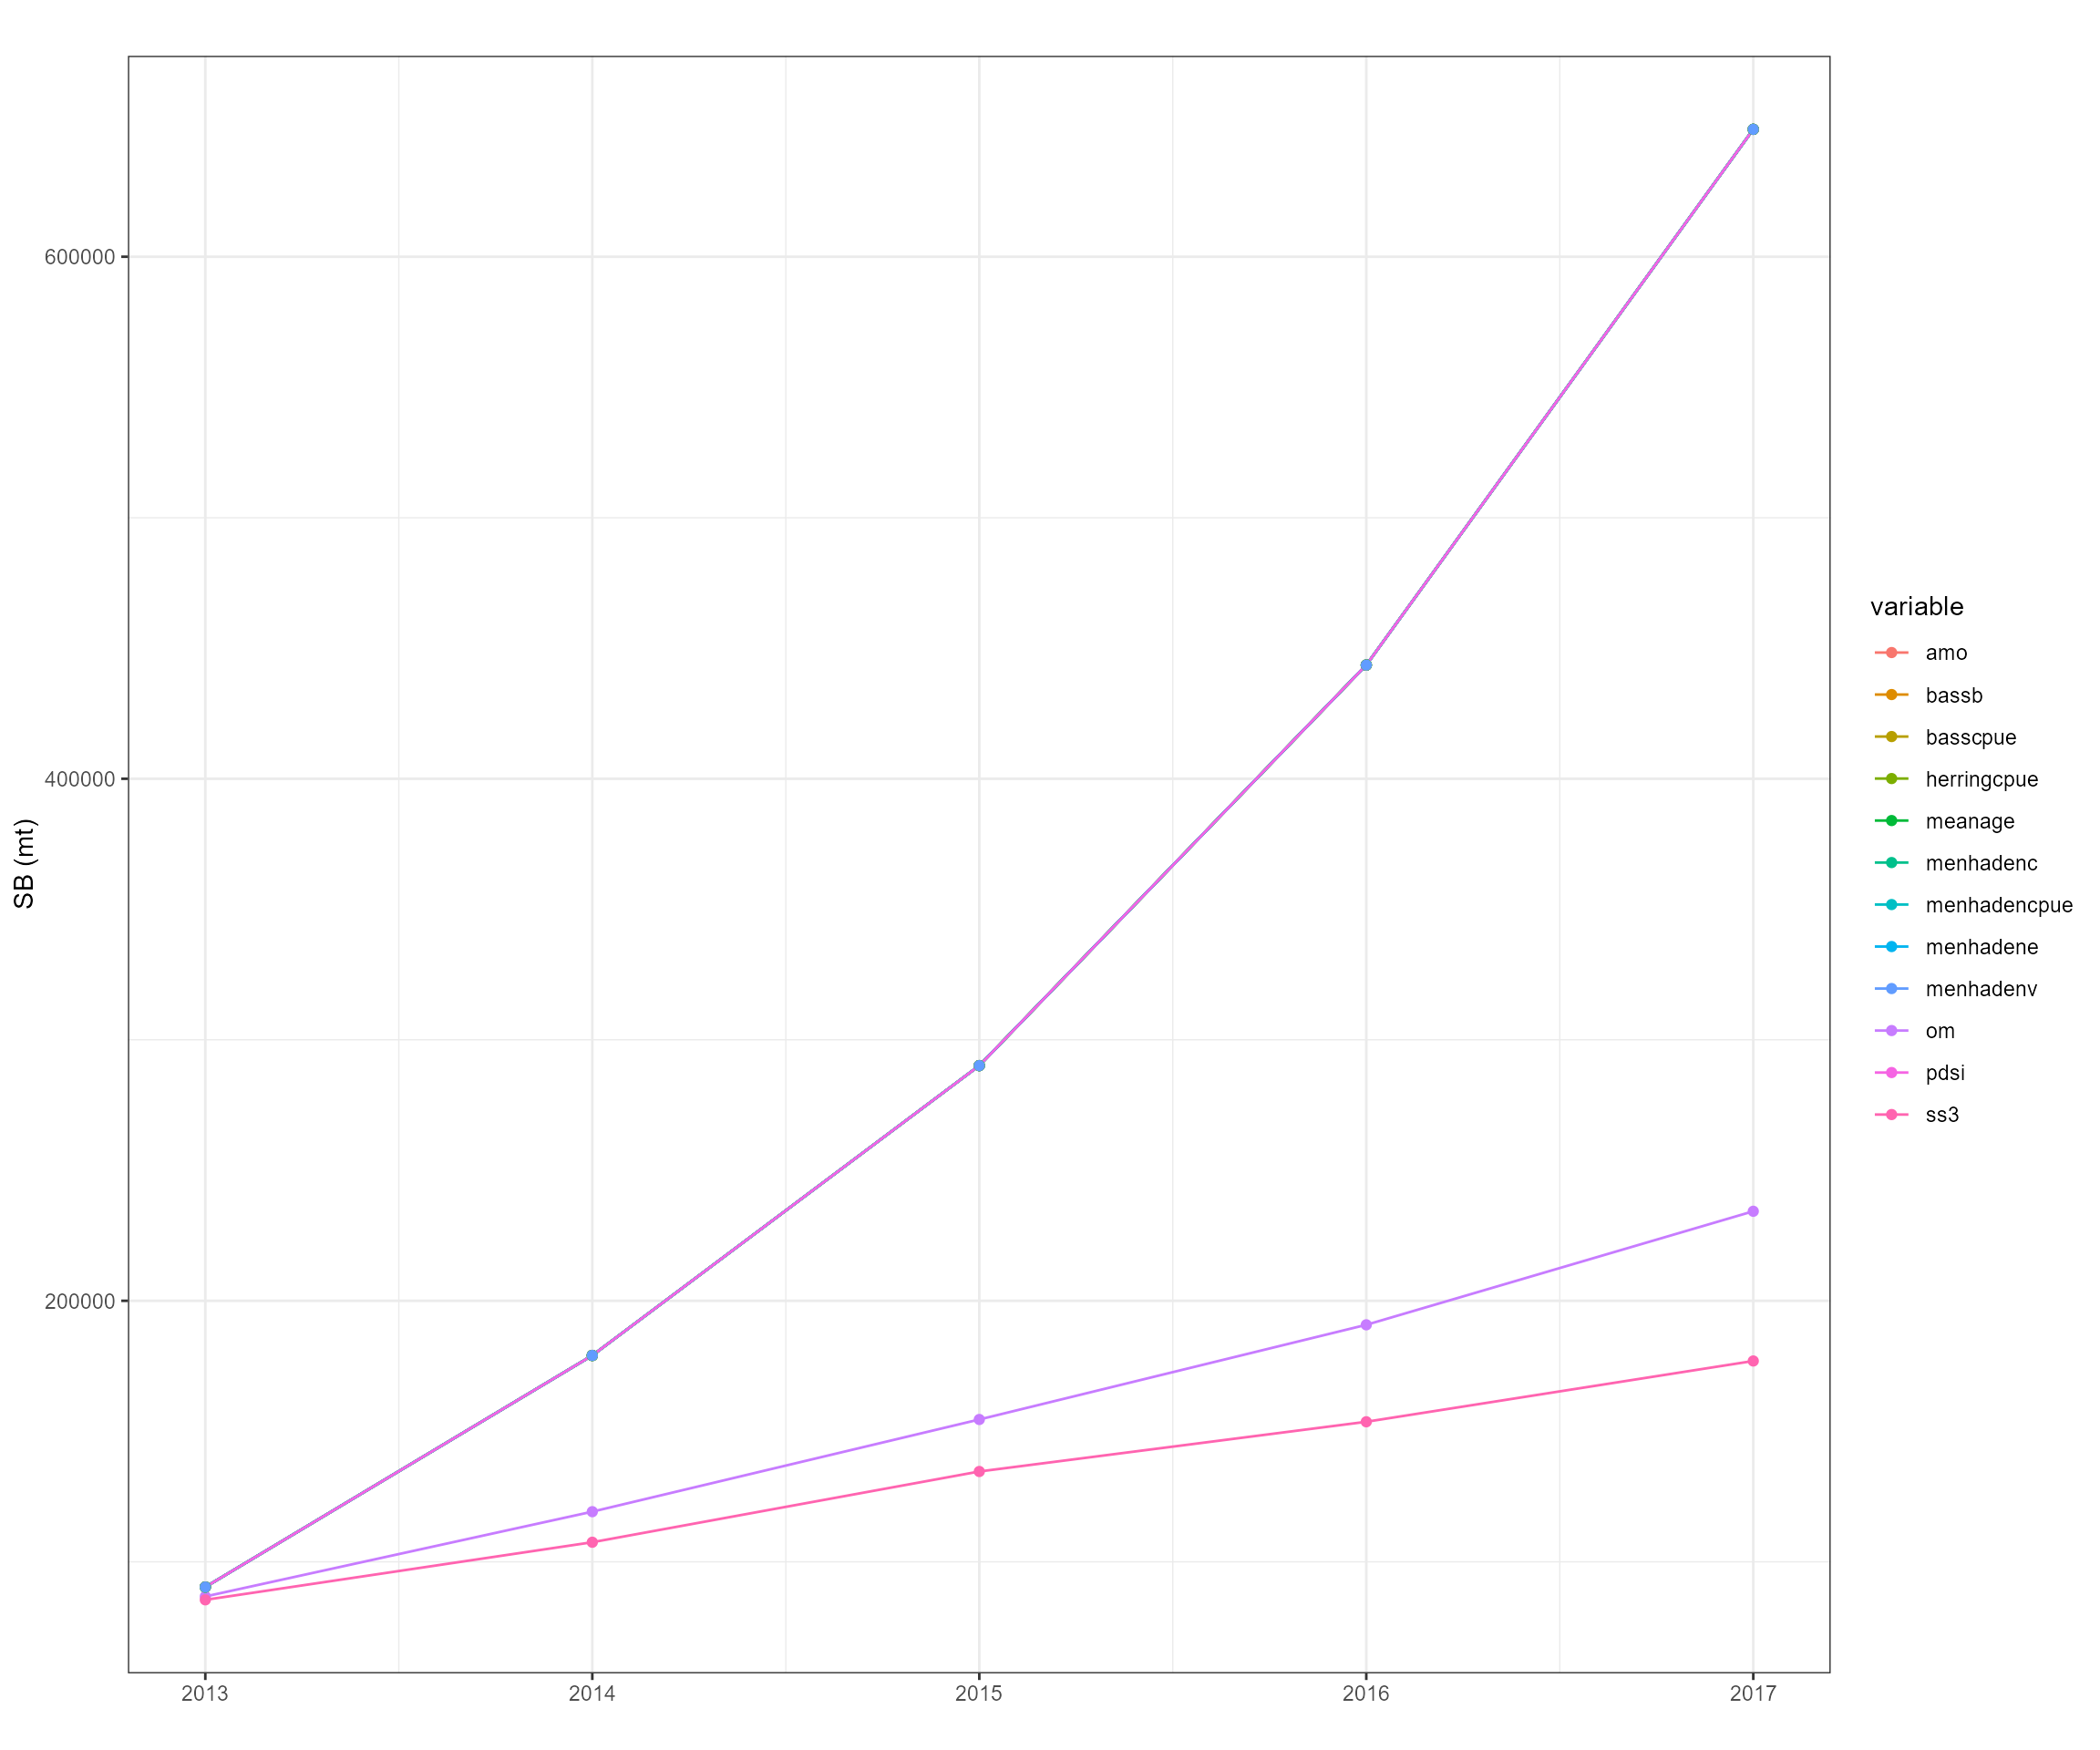 600000
400000
200000
SB (mt)
2013 2014 2015 2016 2017
variable
amo
bassb
basscpue
herringcpue
meanage
menhadenc
menhadencpue
menhadene
menhadenv
om
pdsi
ss3